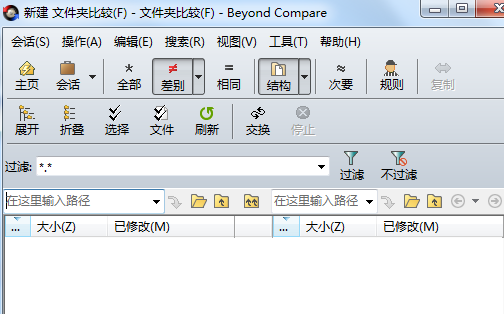 新建 文件夹比较(F) - 文件夹比较(F) - Beyond Compare
会话(S) 操作(A) 编辑(E) 搜索(R) 视图(V) 工具(T) 帮助(H)
主页 会话 全部 差别 相同 结构 次要 规则 复制
展开 折叠 选择 文件 刷新 交换 停止
过滤: *.* 过滤 不过滤
在这里输入路径 在这里输入路径
... 大小(Z) 已修改(M) ... 大小(Z) 已修改(M)